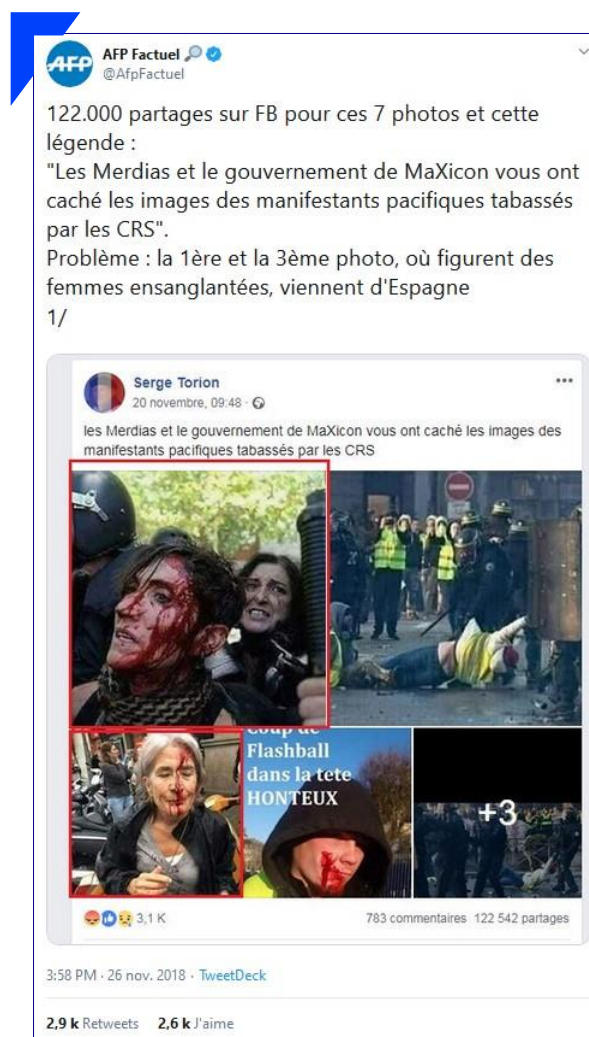 AFP
AFP Factuel
@AfpFactuel
122.000 partages sur FB pour ces 7 photos et cette
légende :
"Les Merdias et le gouvernement de MaXicon vous ont
caché les images des manifestants pacifiques tabassés
par les CRS".
Problème : la 1ère et la 3ème photo, où figurent des
femmes ensanglantées, viennent d'Espagne
1/
Serge Torion
20 novembre, 09:48 ·
les Merdias et le gouvernement de MaXicon vous ont caché les images des
manifestants pacifiques tabassés par les CRS
Coup de
Flashball
dans la tete
HONTEUX
+3
3,1 K
783 commentaires 122 542 partages
3:58 PM · 26 nov. 2018 · TweetDeck
2,9 k Retweets 2,6 k J'aime